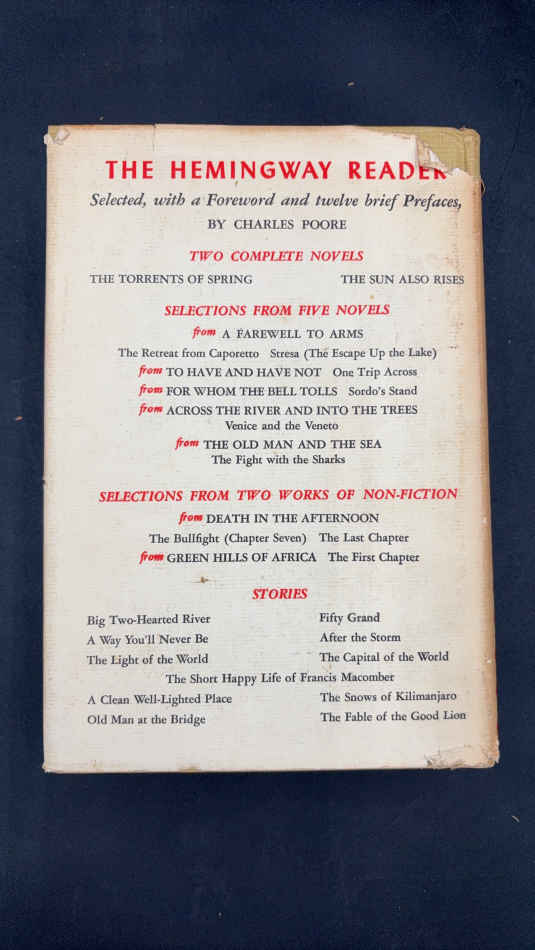 THE HEMINGWAY READER
Selected, with a Foreword and twelve brief Prefaces,
BY CHARLES POORE
TWO COMPLETE NOVELS
THE TORRENTS OF SPRING THE SUN ALSO RISES
SELECTIONS FROM FIVE NOVELS
from A FAREWELL TO ARMS
The Retreat from Caporetto Stresa (The Escape Up the Lake)
from TO HAVE AND HAVE NOT One Trip Across
from FOR WHOM THE BELL TOLLS Sordo's Stand
from ACROSS THE RIVER AND INTO THE TREES
Venice and the Veneto
from THE OLD MAN AND THE SEA
The Fight with the Sharks
SELECTIONS FROM TWO WORKS OF NON-FICTION
from DEATH IN THE AFTERNOON
The Bullfight (Chapter Seven) The Last Chapter
from GREEN HILLS OF AFRICA The First Chapter
STORIES
Big Two-Hearted River Fifty Grand
A Way You'll Never Be After the Storm
The Light of the World The Capital of the World
The Short Happy Life of Francis Macomber
A Clean Well-Lighted Place The Snows of Kilimanjaro
Old Man at the Bridge The Fable of the Good Lion